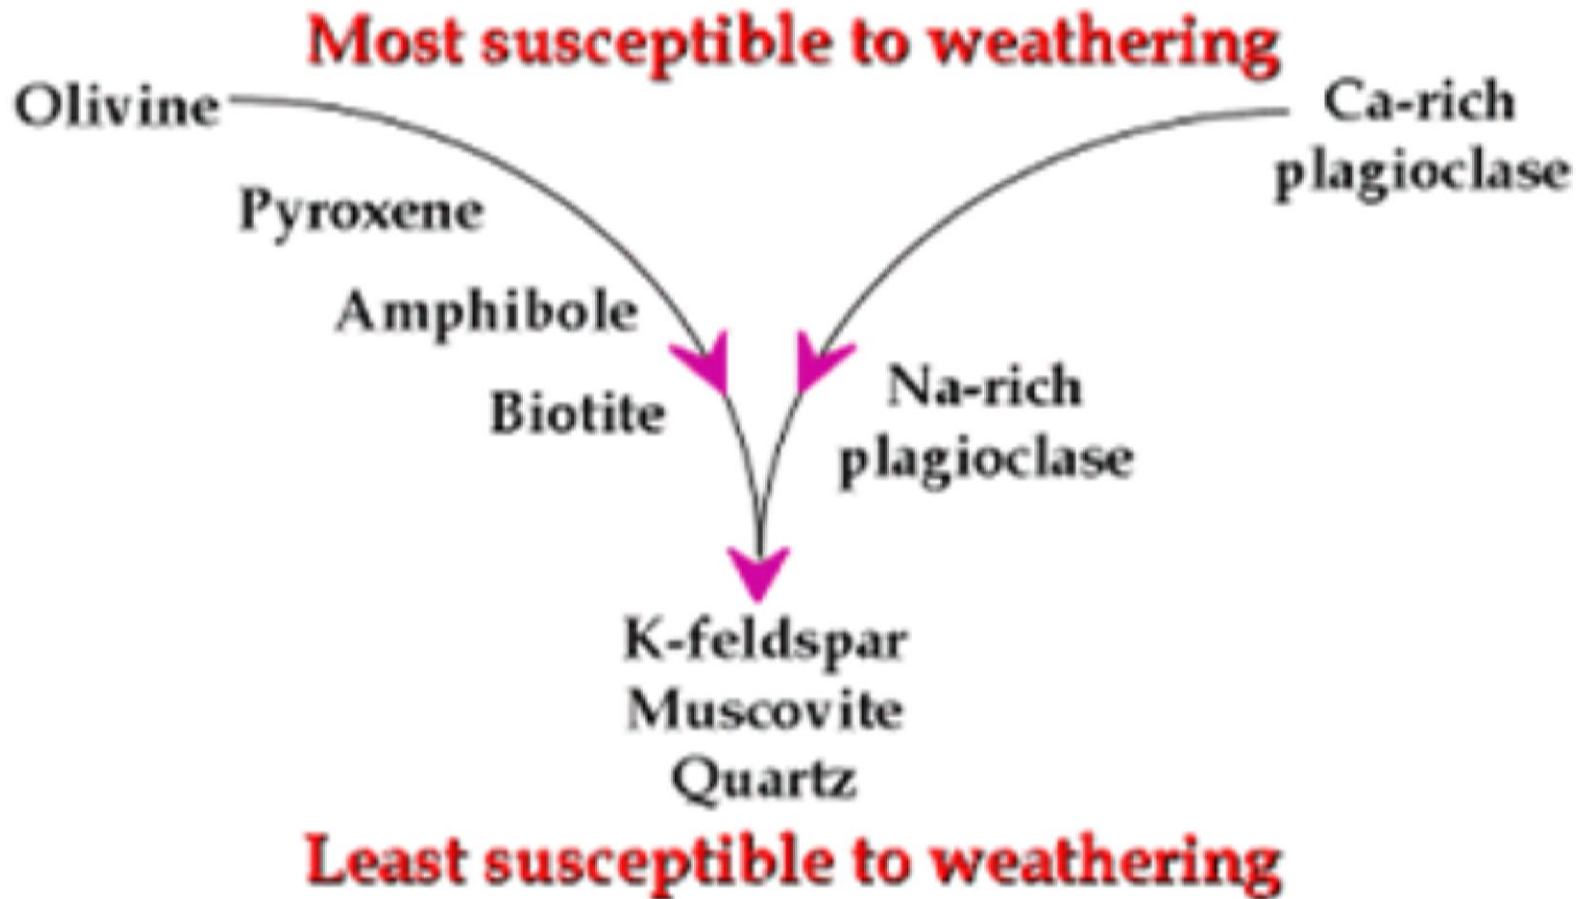 Most susceptible to weathering
Olivine
Ca-rich
plagioclase
Pyroxene
Amphibole
Biotite
Na-rich
plagioclase
K-feldspar
Muscovite
Quartz
Least susceptible to weathering